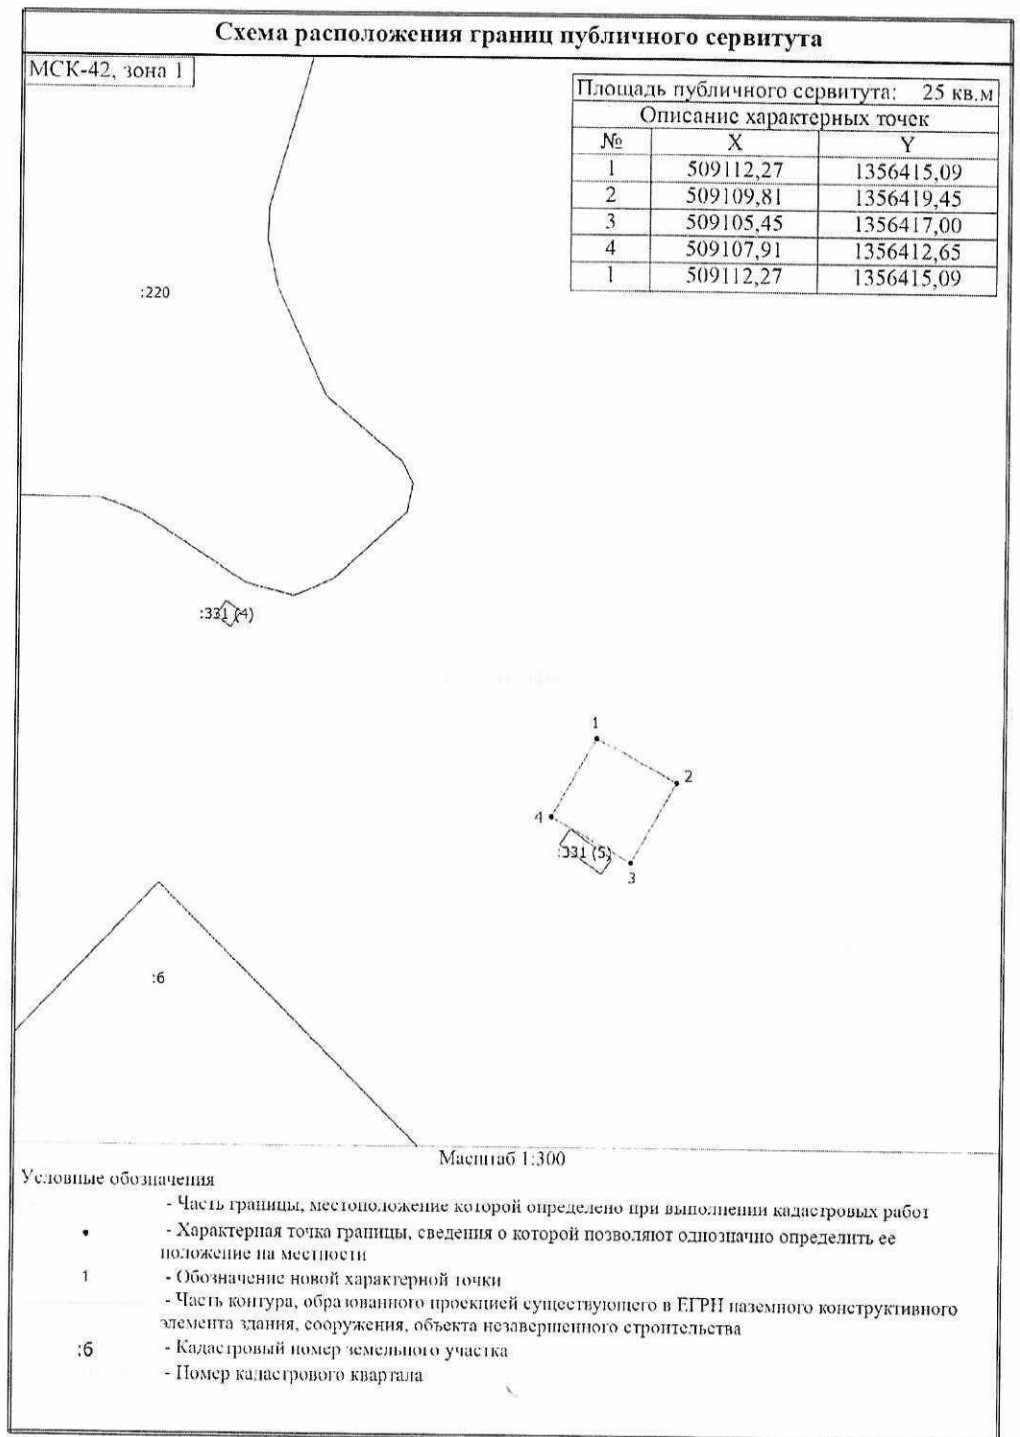 Схема расположения границ публичного сервитута
МСК-42, зона 1
Площадь публичного сервитута: 25 кв.м
Описание характерных точек
№ X Y
1 509112,27 1356415,09
2 509109,81 1356419,45
3 509105,45 1356417,00
4 509107,91 1356412,65
1 509112,27 1356415,09
:220
:331 (4)
1
2
4
:331 (5)
3
:6
Масштаб 1:300
Условные обозначения
- Часть границы, местоположение которой определено при выполнении кадастровых работ
- Характерная точка границы, сведения о которой позволяют однозначно определить ее
положение на местности
1 - Обозначение новой характерной точки
- Часть контура, образованного проекцией существующего в ЕГРН наземного конструктивного
элемента здания, сооружения, объекта незавершенного строительства
:6 - Кадастровый номер земельного участка
- Номер кадастрового квартала